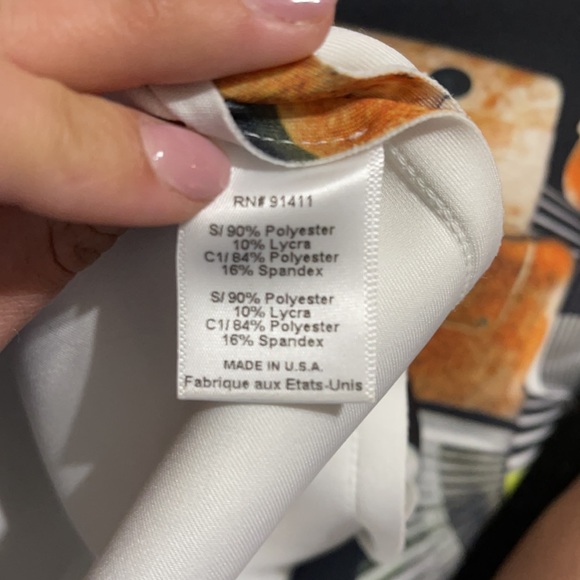 RN# 91411
S/ 90% Polyester
10% Lycra
C1/ 84% Polyester
16% Spandex
S/ 90% Polyester
10% Lycra
C1/ 84% Polyester
16% Spandex
MADE IN U.S.A.
Fabrique aux Etats-Unis